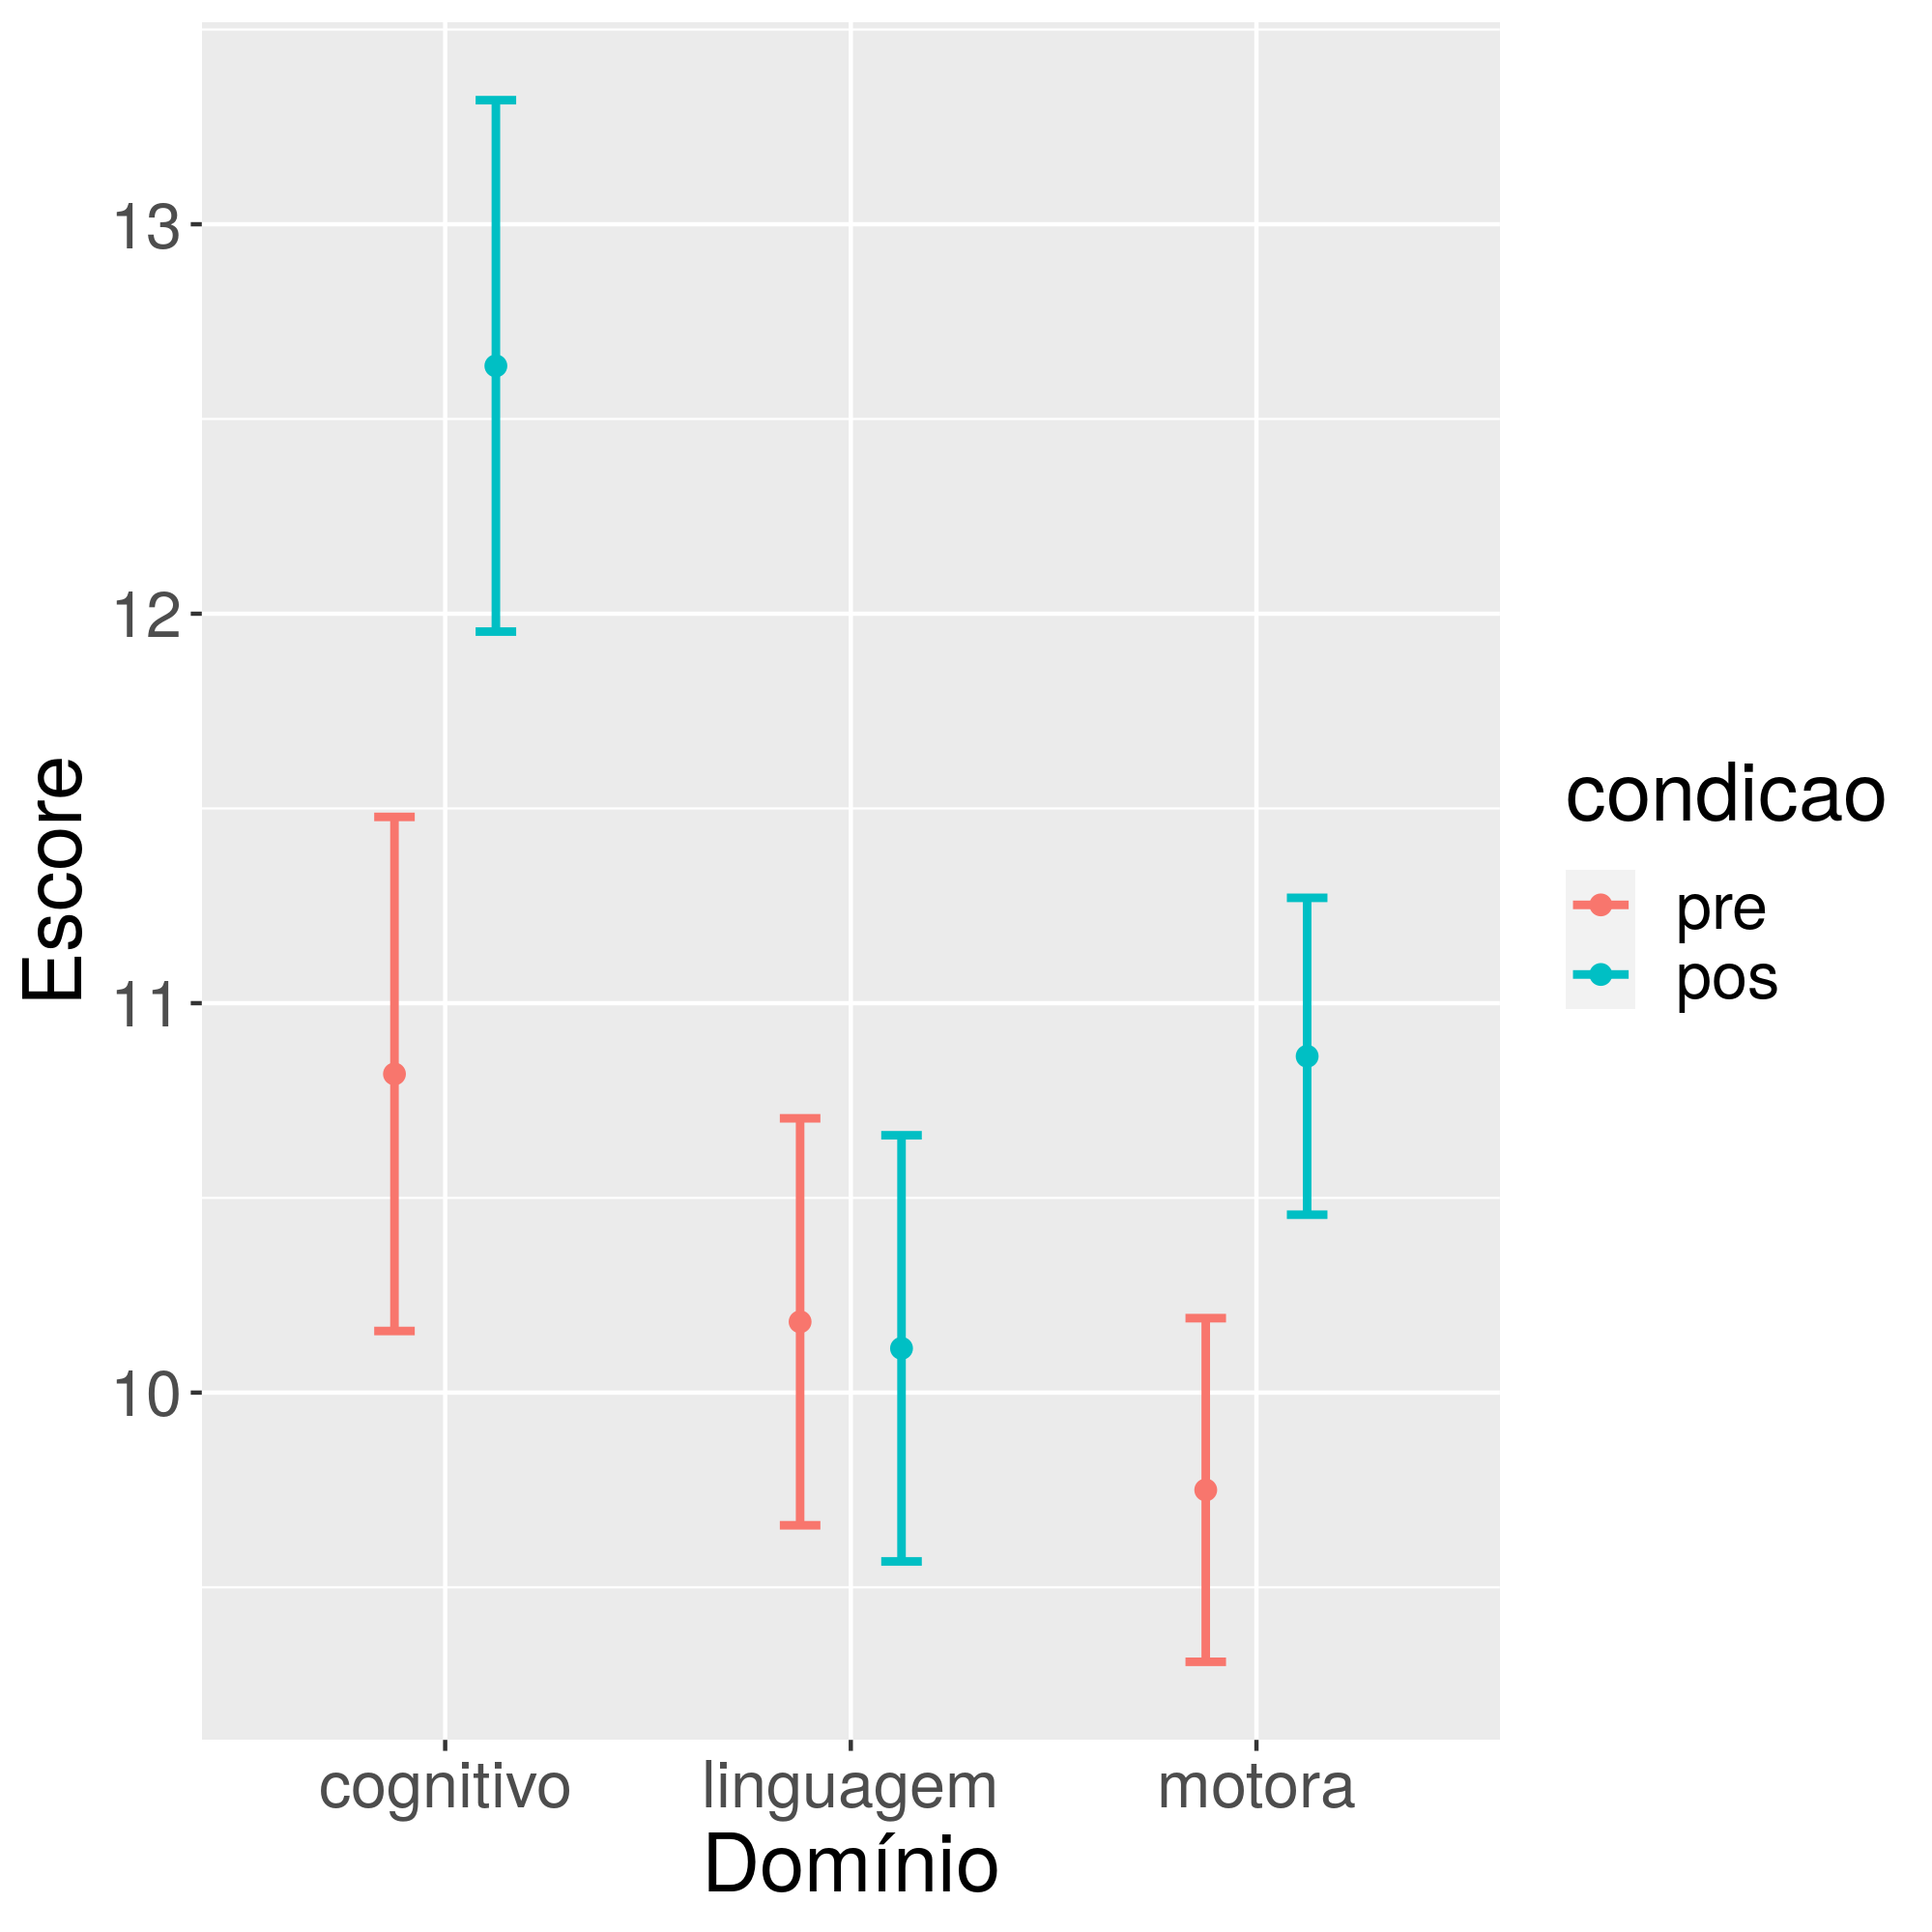 Escore
13
12
11
10
cognitivo
linguagem
motora
Domínio
condicao
pre
pos